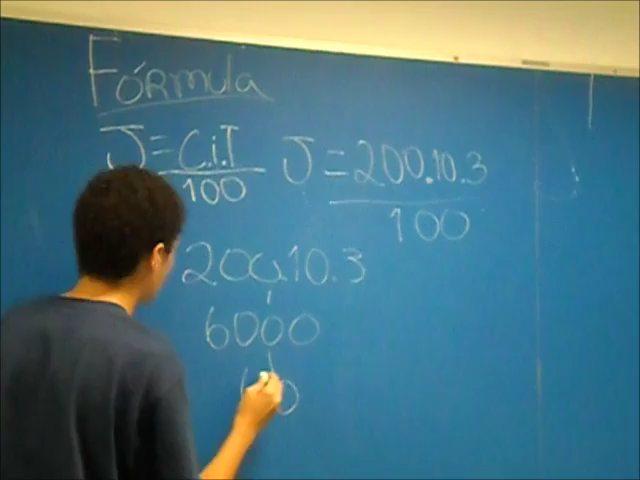 Fórmula
J = C.i.T J = 200.10.3
100 100
200.10.3
6000